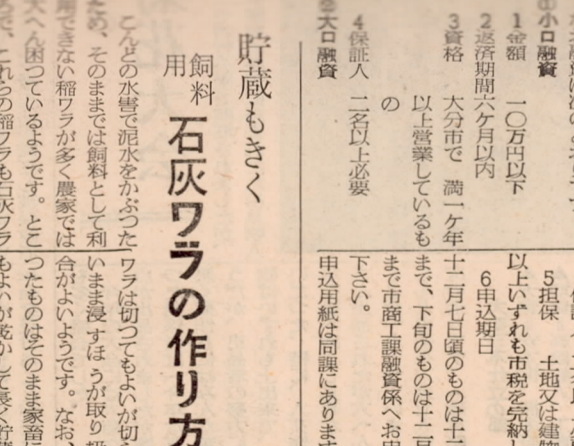 ①小口融資
1金額　一〇万円以下
2返済期間六ケ月以内
3資格　大分市で　満一ケ年
以上営業しているも
の
4保証人　二名以上必要
②大口融資
5担保　土地又は建
以上いずれも市税を完納
6申込期日
十二月七日頃のものは十
まで、下旬のものは十二
まで市商工課融資係へお
下さい。
申込用紙は同課にあります
貯蔵もきく
飼料用
石灰ワラの作り方
こんどの水害で泥水をかぶつた
ため、そのままでは飼料として利
用できない稲ワラが多く農家では
大へん困つているようです。とこ
ろで、これらの稲ワラも石灰ワラ
ワラは切つてもよいが切
いまま浸すほうが取り
合がよいようです。なお、
つたものはそのまま家畜
もよいが乾かして長く貯